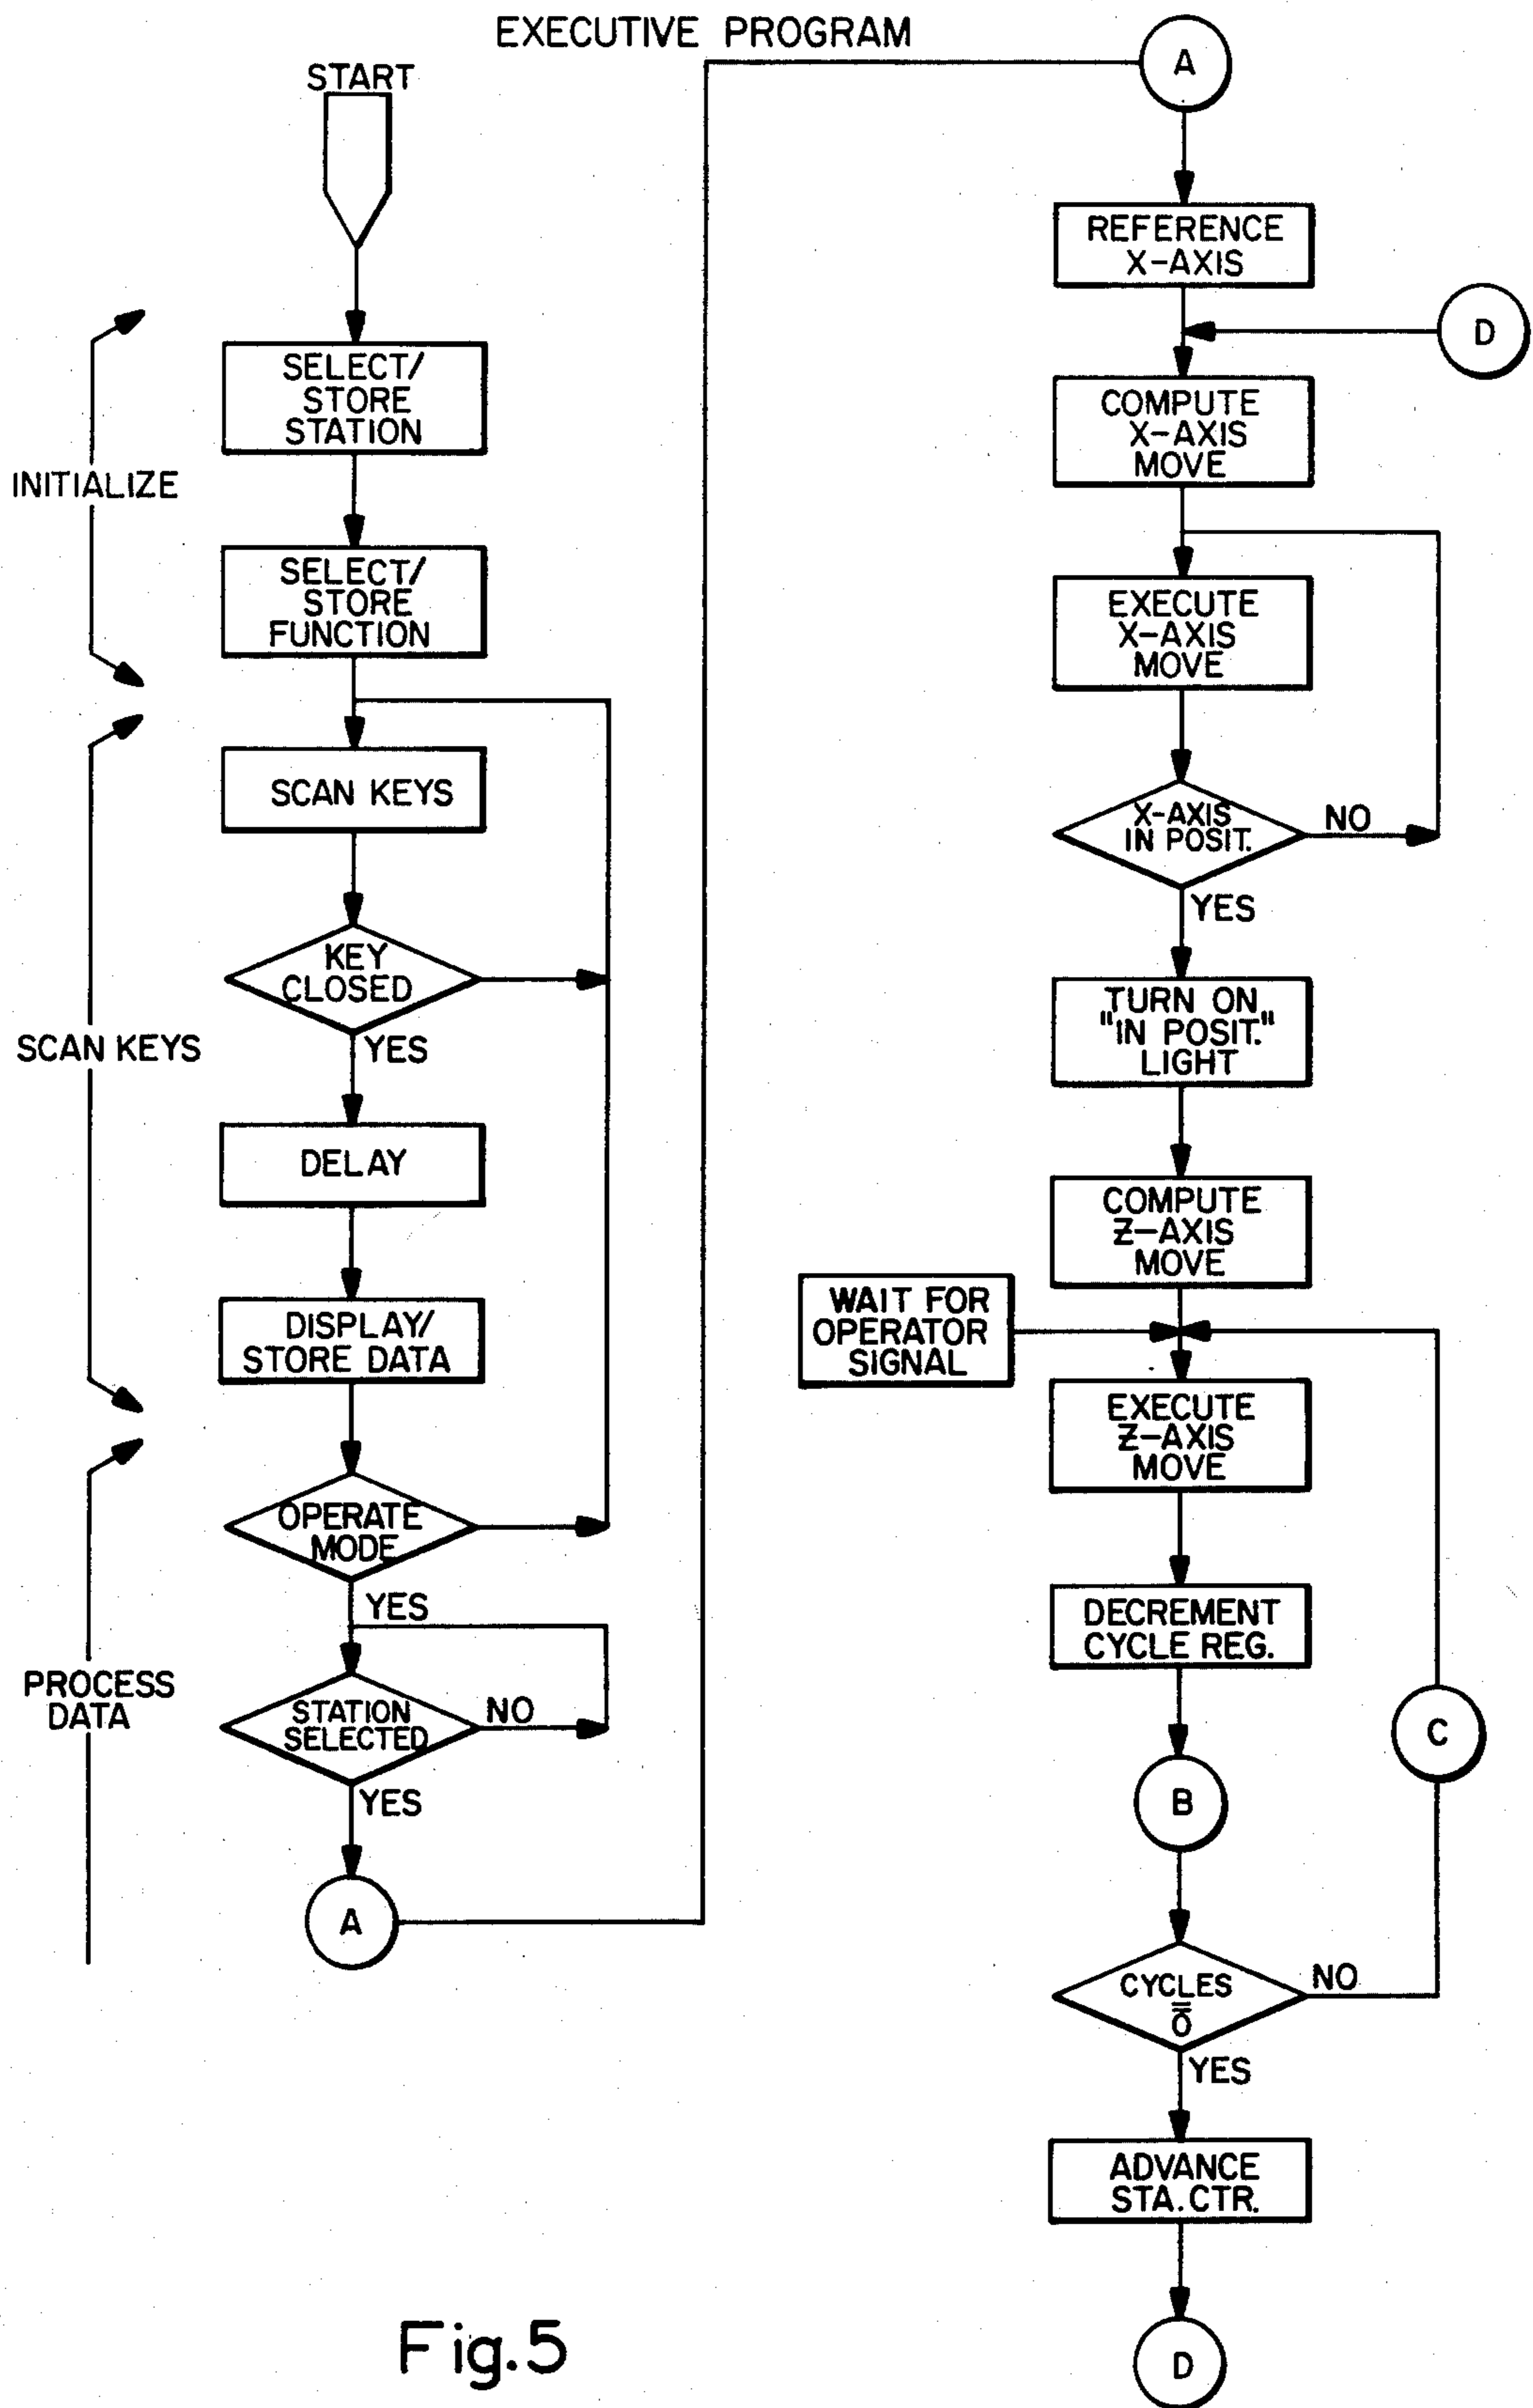 EXECUTIVE PROGRAM
START
INITIALIZE
SELECT/
STORE
STATION
SELECT/
STORE
FUNCTION
SCAN KEYS
SCAN KEYS
KEY
CLOSED
YES
DELAY
DISPLAY/
STORE DATA
PROCESS
DATA
OPERATE
MODE
YES
STATION
SELECTED
NO
YES
A
A
REFERENCE
X-AXIS
D
COMPUTE
X-AXIS
MOVE
EXECUTE
X-AXIS
MOVE
X-AXIS
IN POSIT.
NO
YES
TURN ON
"IN POSIT."
LIGHT
COMPUTE
Z-AXIS
MOVE
WAIT FOR
OPERATOR
SIGNAL
EXECUTE
Z-AXIS
MOVE
DECREMENT
CYCLE REG.
C
B
CYCLES
=
0
NO
YES
ADVANCE
STA. CTR.
D
Fig.5